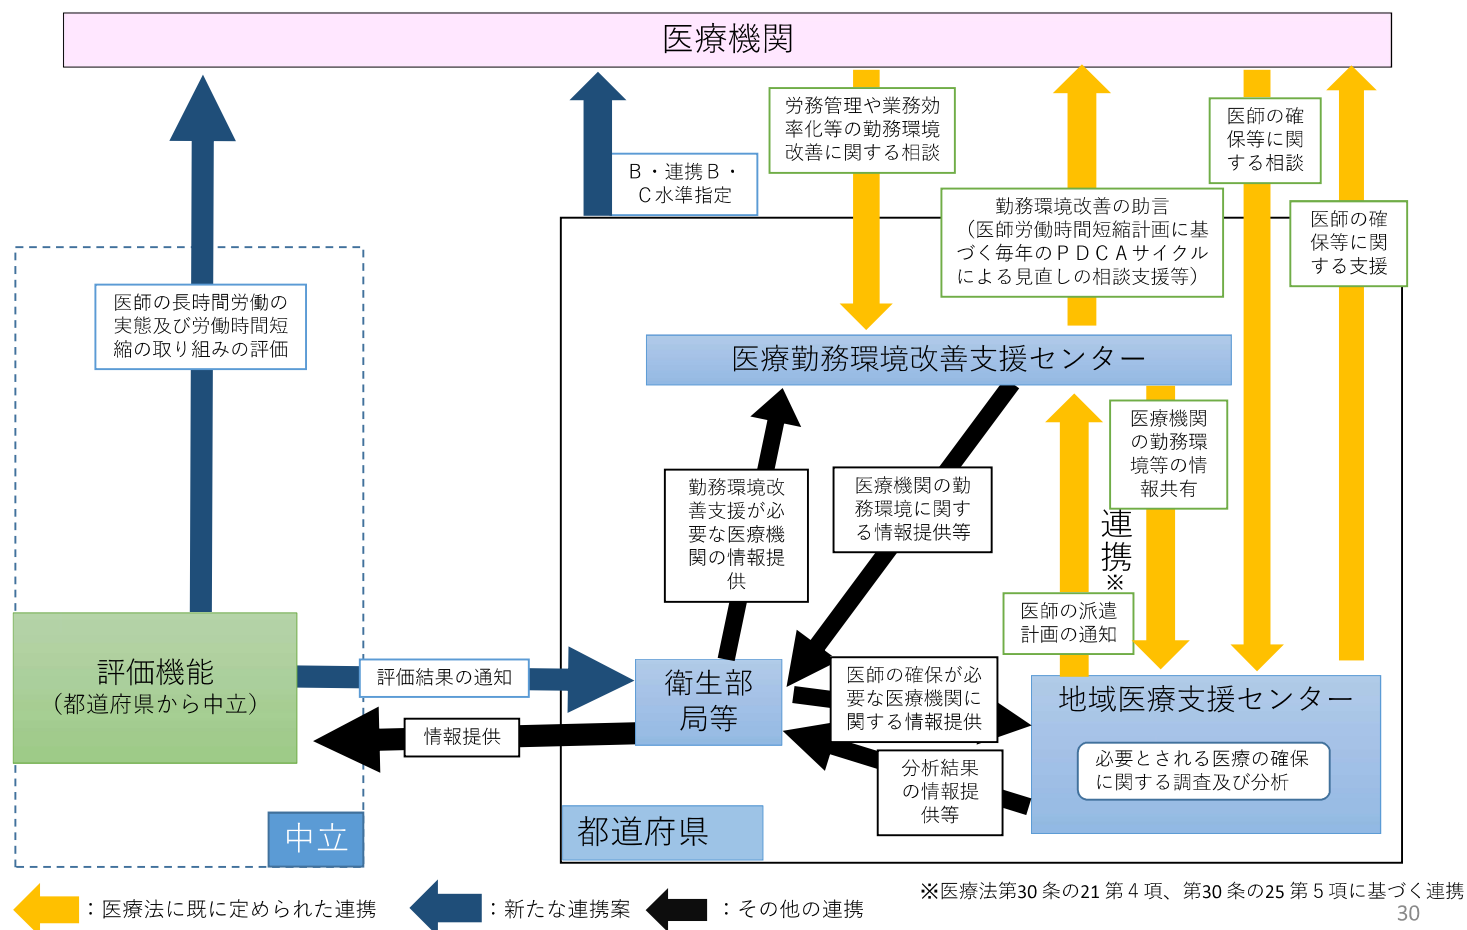 医療機関
労務管理や業務効
率化等の勤務環境
改善に関する相談
医師の確
保等に関
する相談
Ｂ・連携Ｂ・
Ｃ水準指定
勤務環境改善の助言
（医師労働時間短縮計画に基
づく毎年のＰＤＣＡサイクル
による見直しの相談支援等）
医師の確
保等に関
する支援
医師の長時間労働の
実態及び労働時間短
縮の取り組みの評価
医療勤務環境改善支援センター
医療機関
の勤務環
境等の情
報共有
勤務環境改
善支援が必
要な医療機
関の情報提
供
医療機関の勤
務環境に関す
る情報提供等
連携※
医師の派遣
計画の通知
評価機能
（都道府県から中立）
評価結果の通知
衛生部
局等
医師の確保が必
要な医療機関に
関する情報提供
地域医療支援センター
情報提供
必要とされる医療の確保
に関する調査及び分析
分析結果
の情報提
供等
中立
都道府県
※医療法第30 条の21 第４項、第30 条の25 第５項に基づく連携
：医療法に既に定められた連携
：新たな連携案
：その他の連携
30